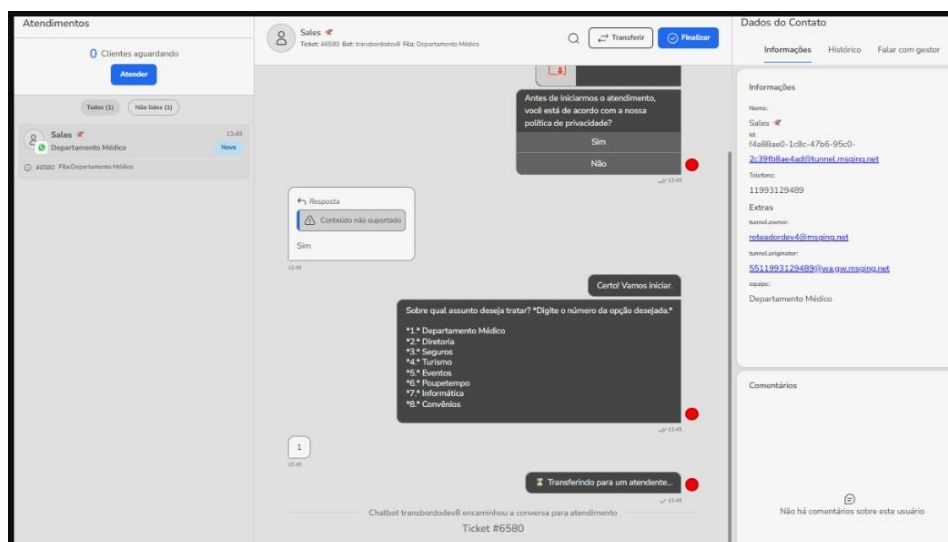 Atendimentos
0 Clientes aguardando
Atender
Todos (1)
Não lidos (1)
Sales
13:49
Departamento Médico
Novo
#6580 Fila:Departamento Médico
Sales
Ticket: #6580 Bot: transbordodev8 Fila: Departamento Médico
Transferir
Finalizar
Antes de iniciarmos o atendimento,
você está de acordo com a nossa
política de privacidade?
Sim
Não
13:49
Resposta
Conteúdo não suportado
Sim
13:49
Certo! Vamos iniciar.
Sobre qual assunto deseja tratar? *Digite o número da opção desejada.*
*1.* Departamento Médico
*2.* Diretoria
*3.* Seguros
*4.* Turismo
*5.* Eventos
*6.* Poupetempo
*7.* Informática
*8.* Convênios
13:49
1
13:49
Transferindo para um atendente...
13:49
Chatbot transbordodev8 encaminhou a conversa para atendimento
Ticket #6580
Dados do Contato
Informações
Histórico
Falar com gestor
Informações
Nome:
Sales
Id:
f4a88ae0-1c8c-47b6-95c0-
2c39fb8ae4ad@tunnel.msging.net
Telefone:
11993129489
Extras
tunnel.owner:
roteadordev4@msging.net
tunnel.originator:
5511993129489@wa.gw.msging.net
equipe:
Departamento Médico
Comentários
Não há comentários sobre este usuário